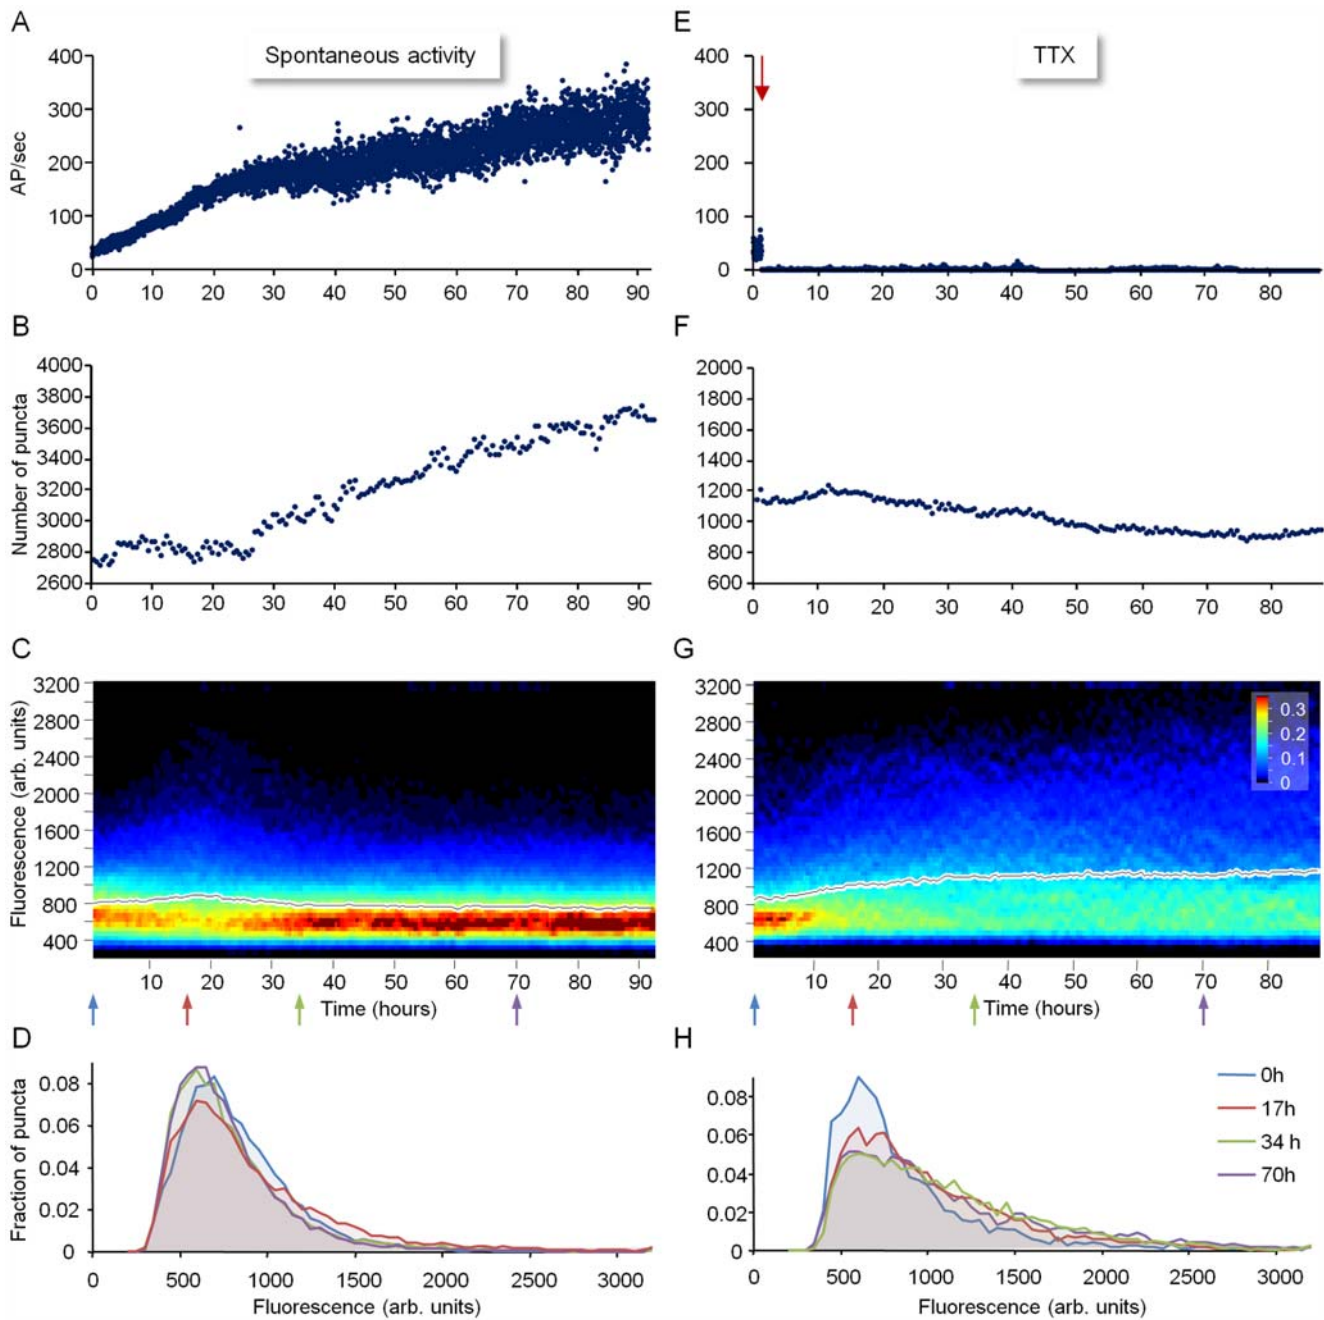 A
Spontaneous activity
AP/sec
400
300
200
100
0
0 10 20 30 40 50 60 70 80 90
E
TTX
400
300
200
100
0
0 10 20 30 40 50 60 70 80
B
Number of puncta
4000
3800
3600
3400
3200
3000
2800
2600
0 10 20 30 40 50 60 70 80 90
F
2000
1800
1600
1400
1200
1000
800
600
0 10 20 30 40 50 60 70 80
C
Fluorescence (arb. units)
3200
2800
2400
2000
1600
1200
800
400
10 20 30 40 50 60 70 80 90
Time (hours)
G
3200
2800
2400
2000
1600
1200
800
400
0.3
0.2
0.1
0
10 20 30 40 50 60 70 80
Time (hours)
D
Fraction of puncta
0.08
0.06
0.04
0.02
0
0 500 1000 1500 2000 2500 3000
Fluorescence (arb. units)
H
0.08
0.06
0.04
0.02
0
0h
17h
34 h
70h
0 500 1000 1500 2000 2500 3000
Fluorescence (arb. units)